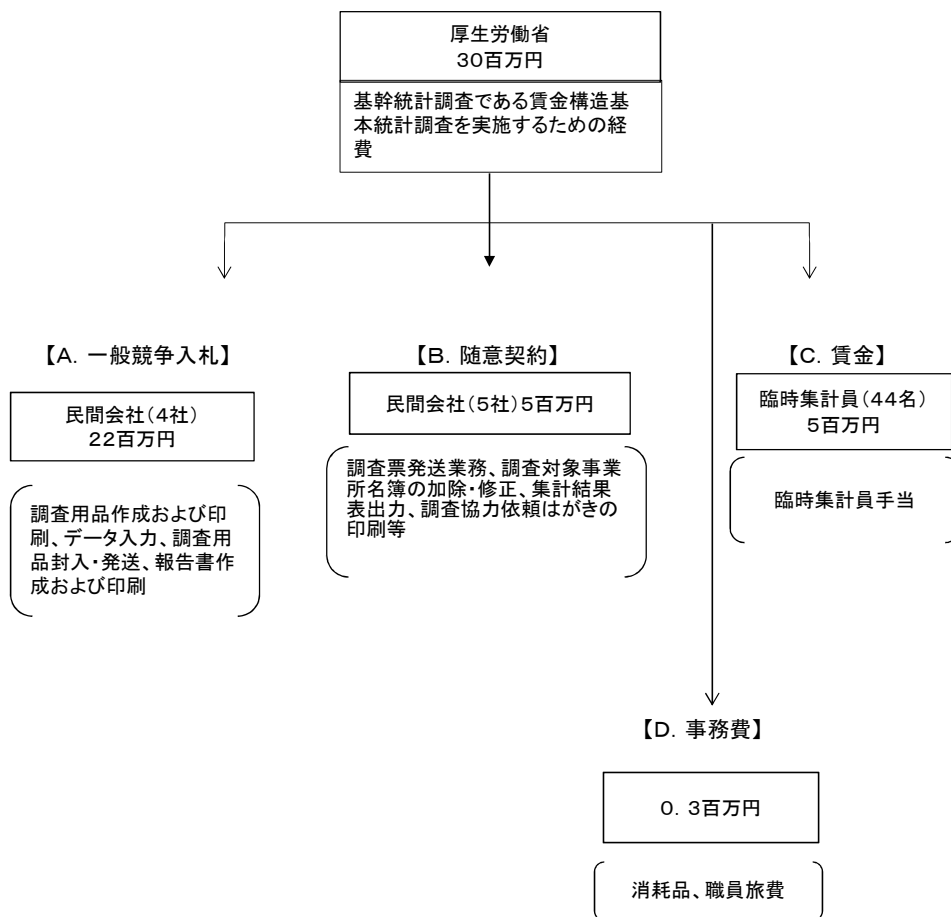 厚生労働省
30百万円
基幹統計調査である賃金構造基
本統計調査を実施するための経
費
【A．一般競争入札】
民間会社（4社）
22百万円
調査用品作成および印
刷、データ入力、調査用
品封入・発送、報告書作
成および印刷
【B．随意契約】
民間会社（5社）5百万円
調査票発送業務、調査対象事業
所名簿の加除・修正、集計結果
表出力、調査協力依頼はがきの
印刷等
【C．賃金】
臨時集計員（44名）
5百万円
臨時集計員手当
【D．事務費】
0．3百万円
消耗品、職員旅費